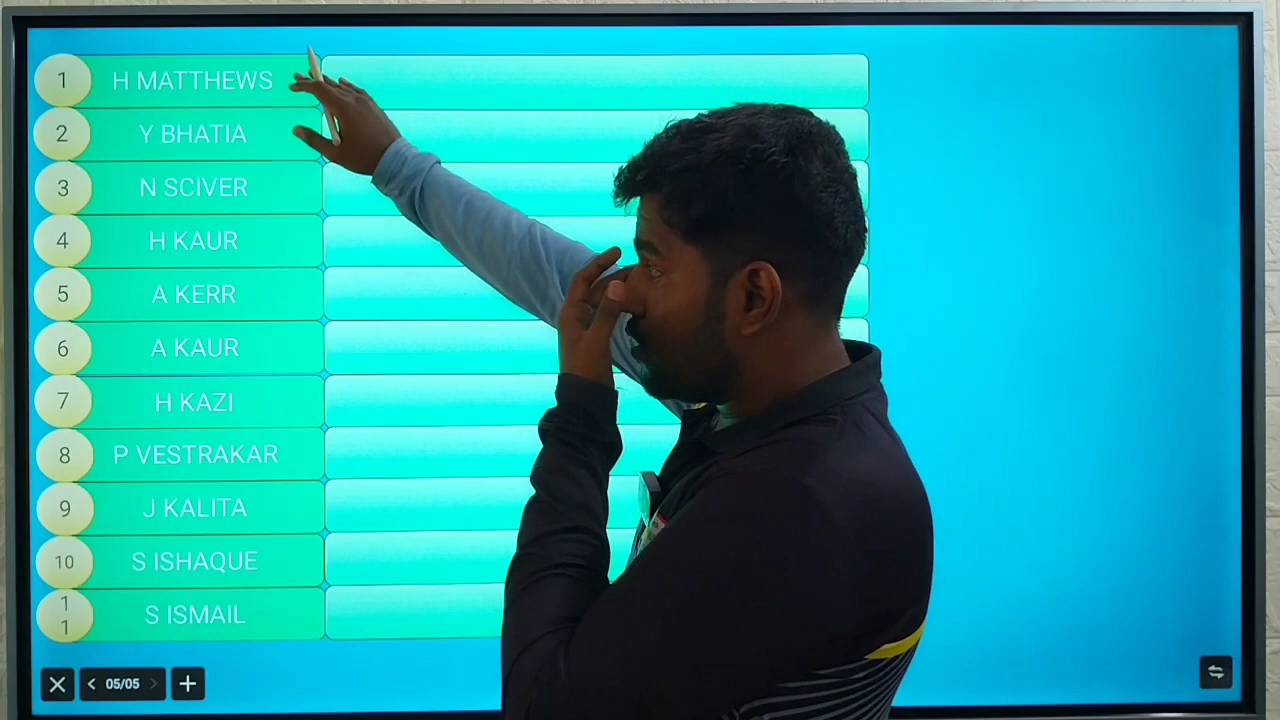 1 H MATTHEWS
2 Y BHATIA
3 N SCIVER
4 H KAUR
5 A KERR
6 A KAUR
7 H KAZI
8 P VESTRAKAR
9 J KALITA
10 S ISHAQUE
11 S ISMAIL
05/05